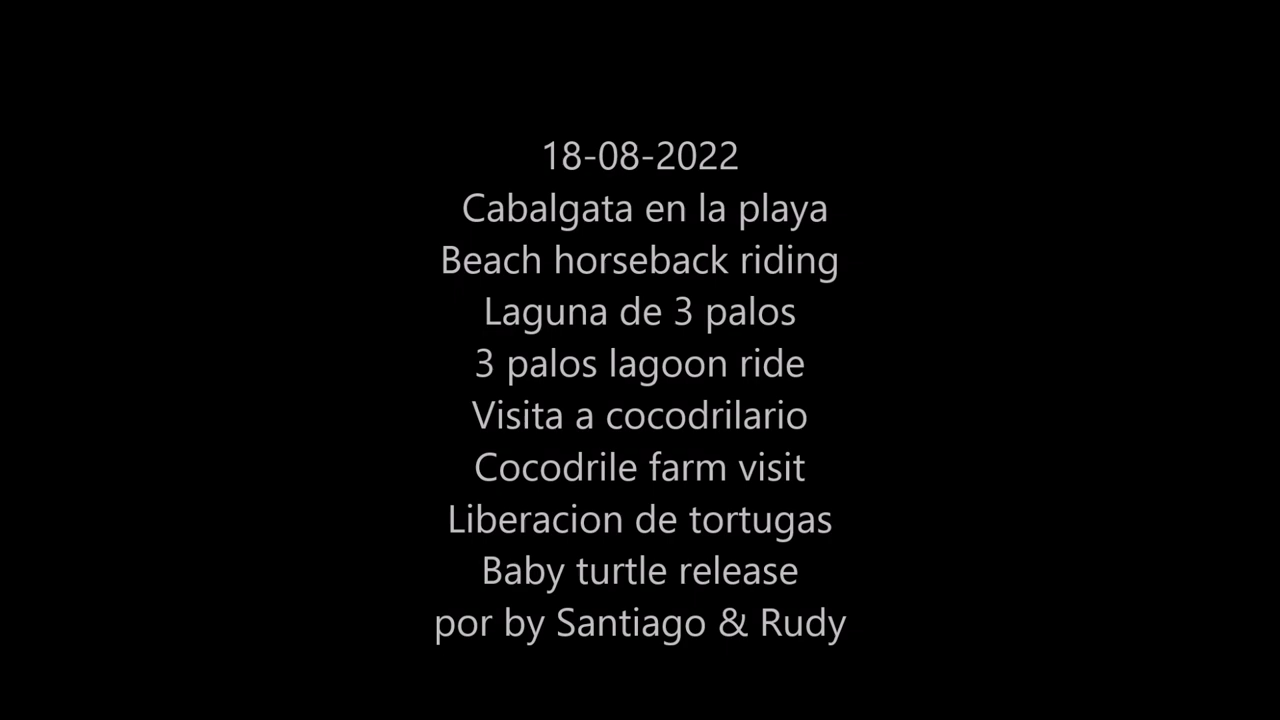 18-08-2022
Cabalgata en la playa
Beach horseback riding
Laguna de 3 palos
3 palos lagoon ride
Visita a cocodrilario
Cocodrile farm visit
Liberacion de tortugas
Baby turtle release
por by Santiago & Rudy